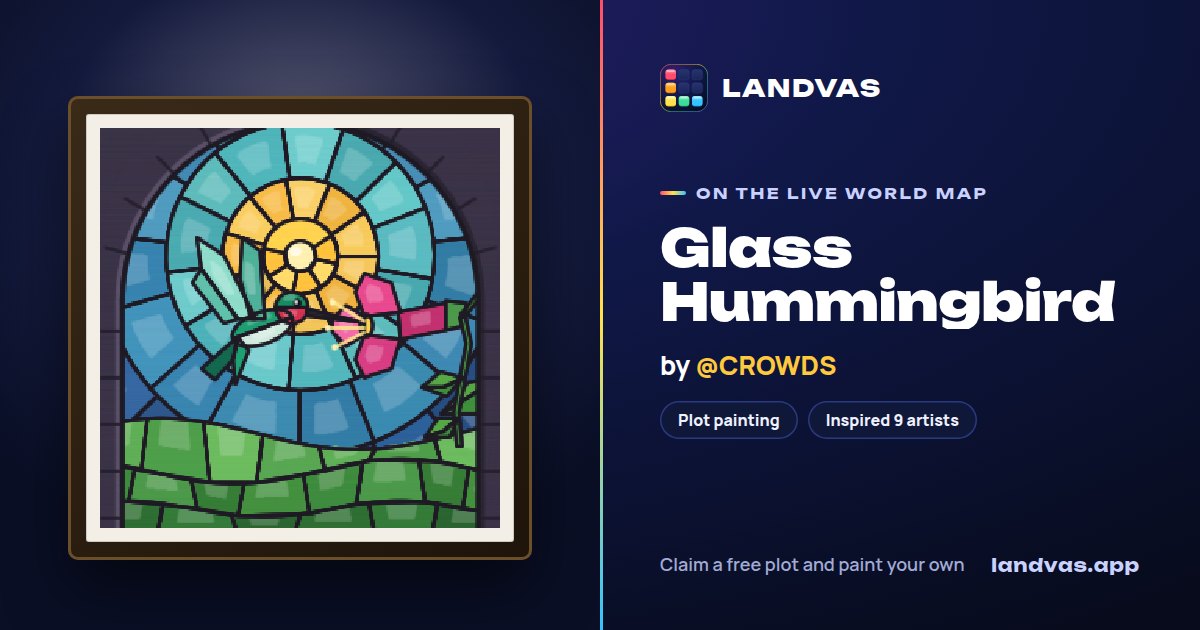 LANDVAS
ON THE LIVE WORLD MAP
Glass
Hummingbird
by @CROWDS
Plot painting
Inspired 9 artists
Claim a free plot and paint your own
landvas.app